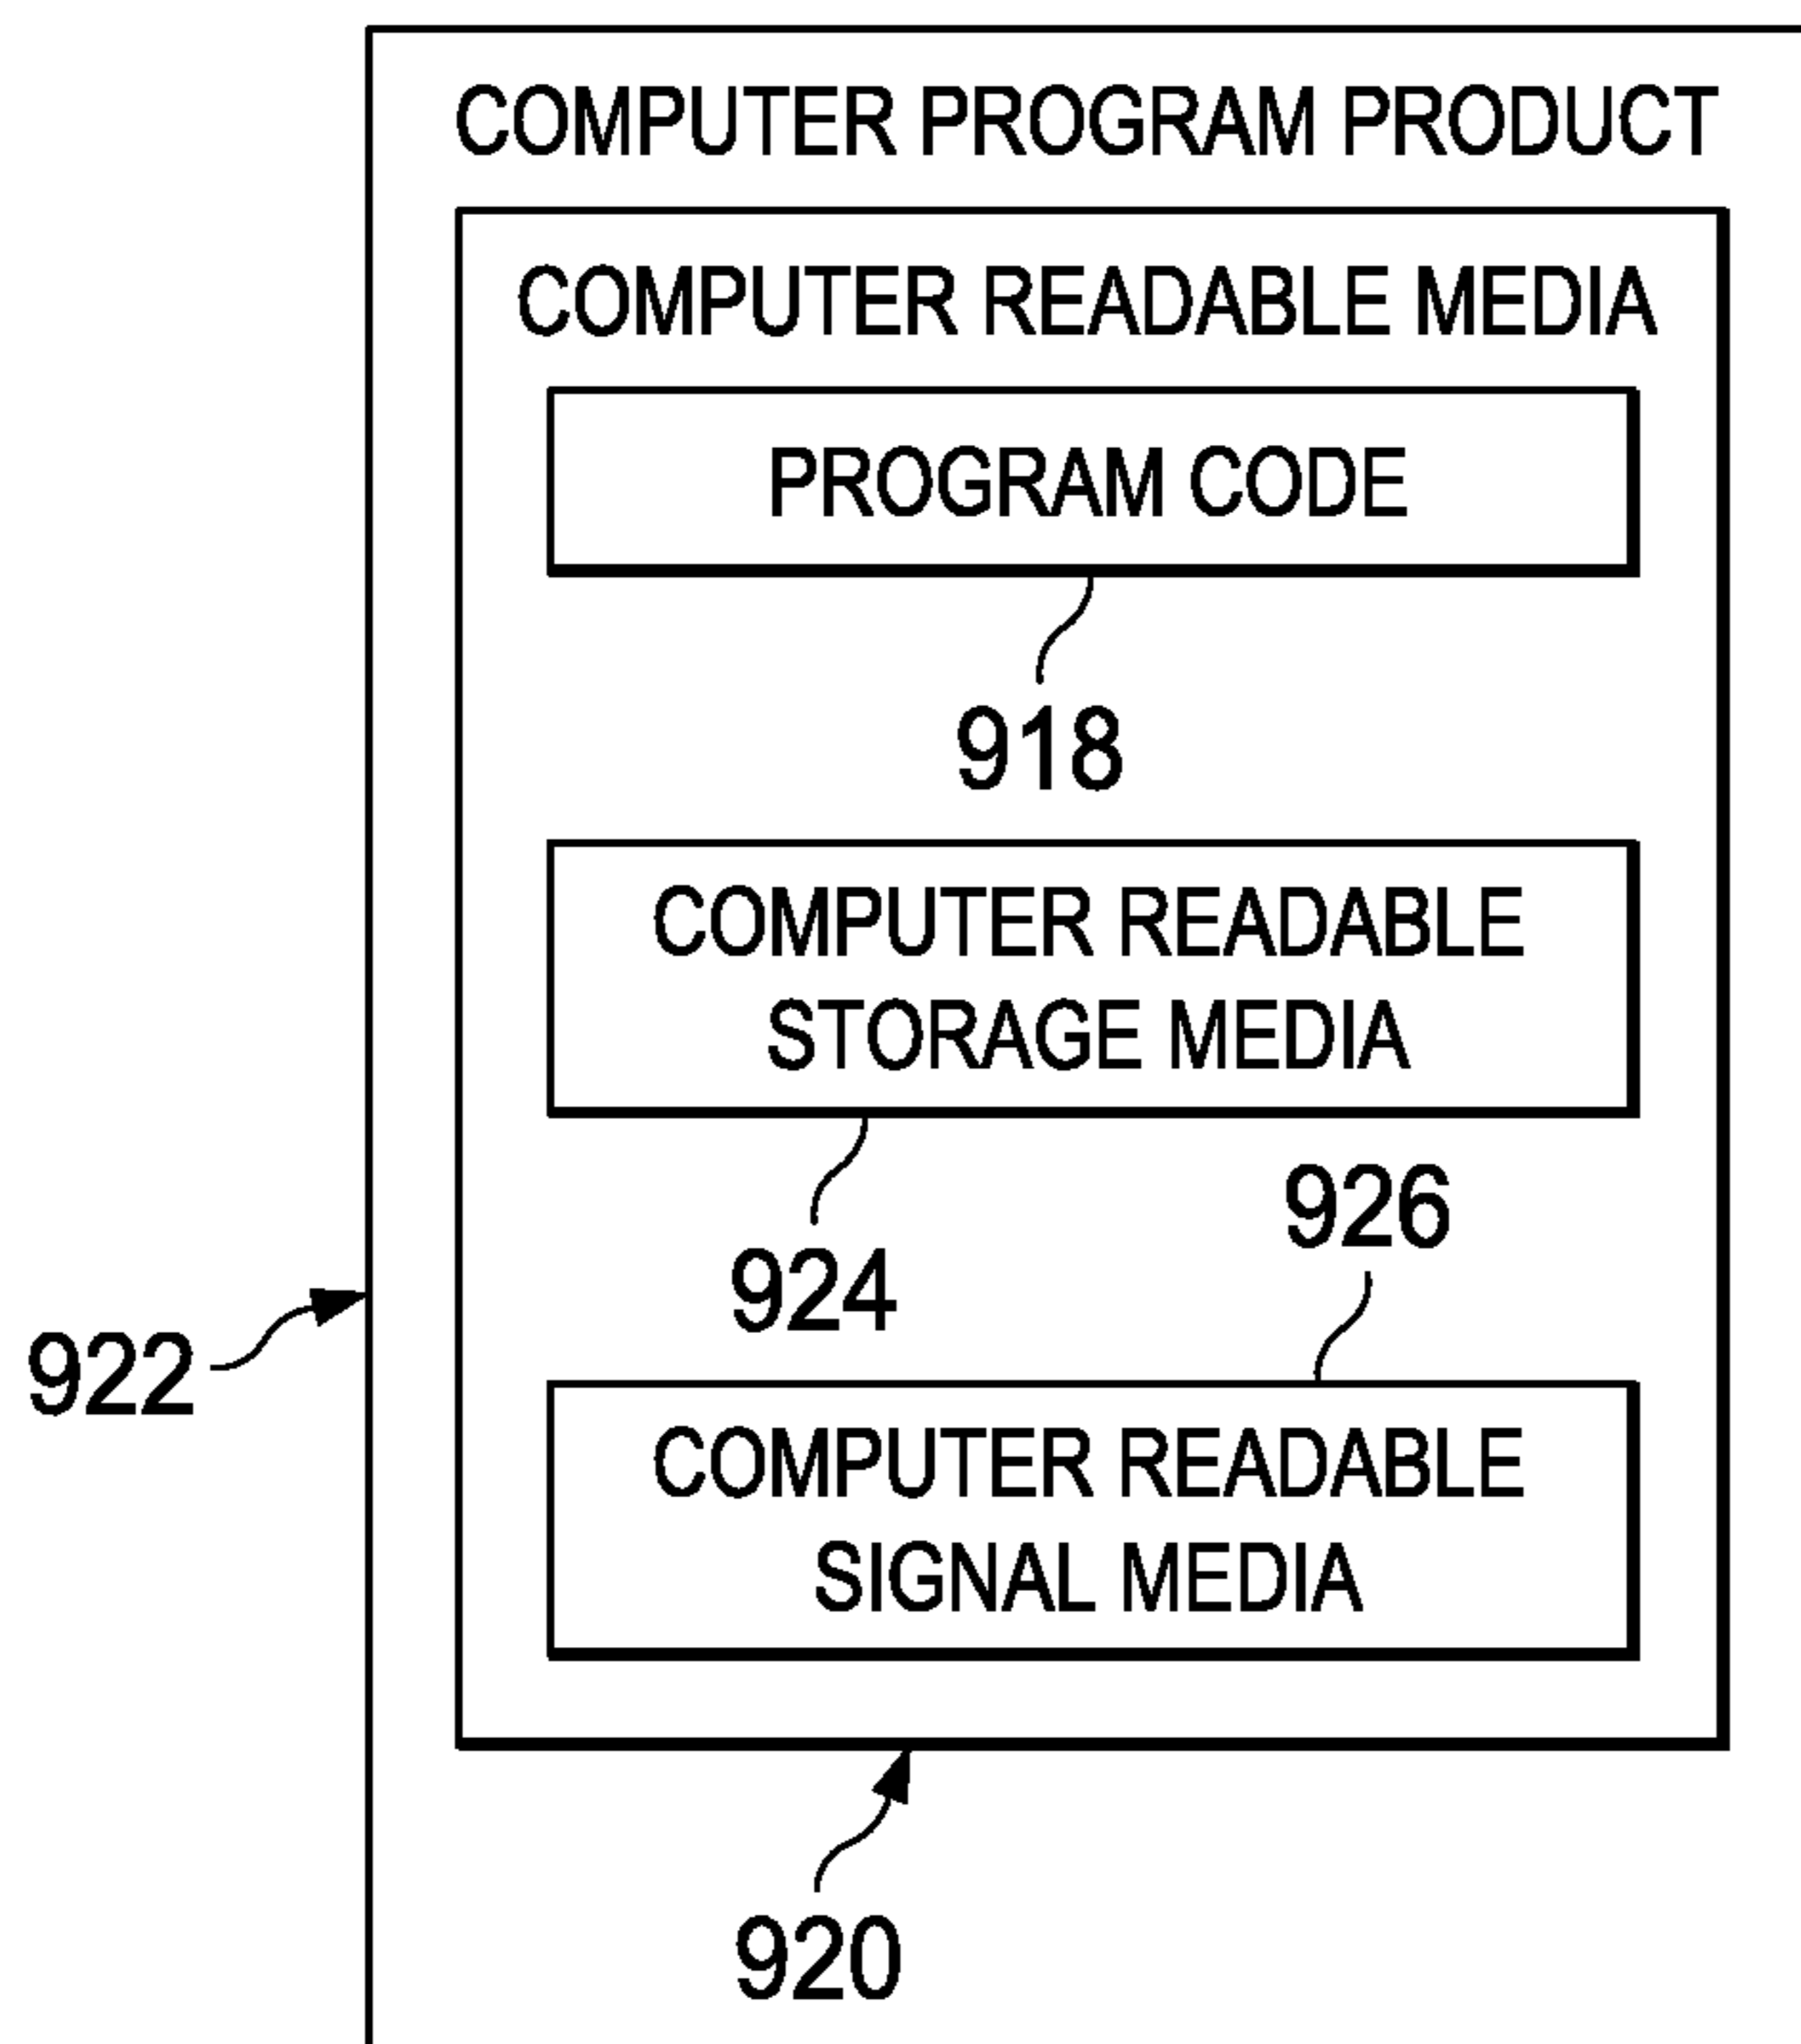 COMPUTER PROGRAM PRODUCT
COMPUTER READABLE MEDIA
PROGRAM CODE
918
COMPUTER READABLE
STORAGE MEDIA
924
926
922
COMPUTER READABLE
SIGNAL MEDIA
920